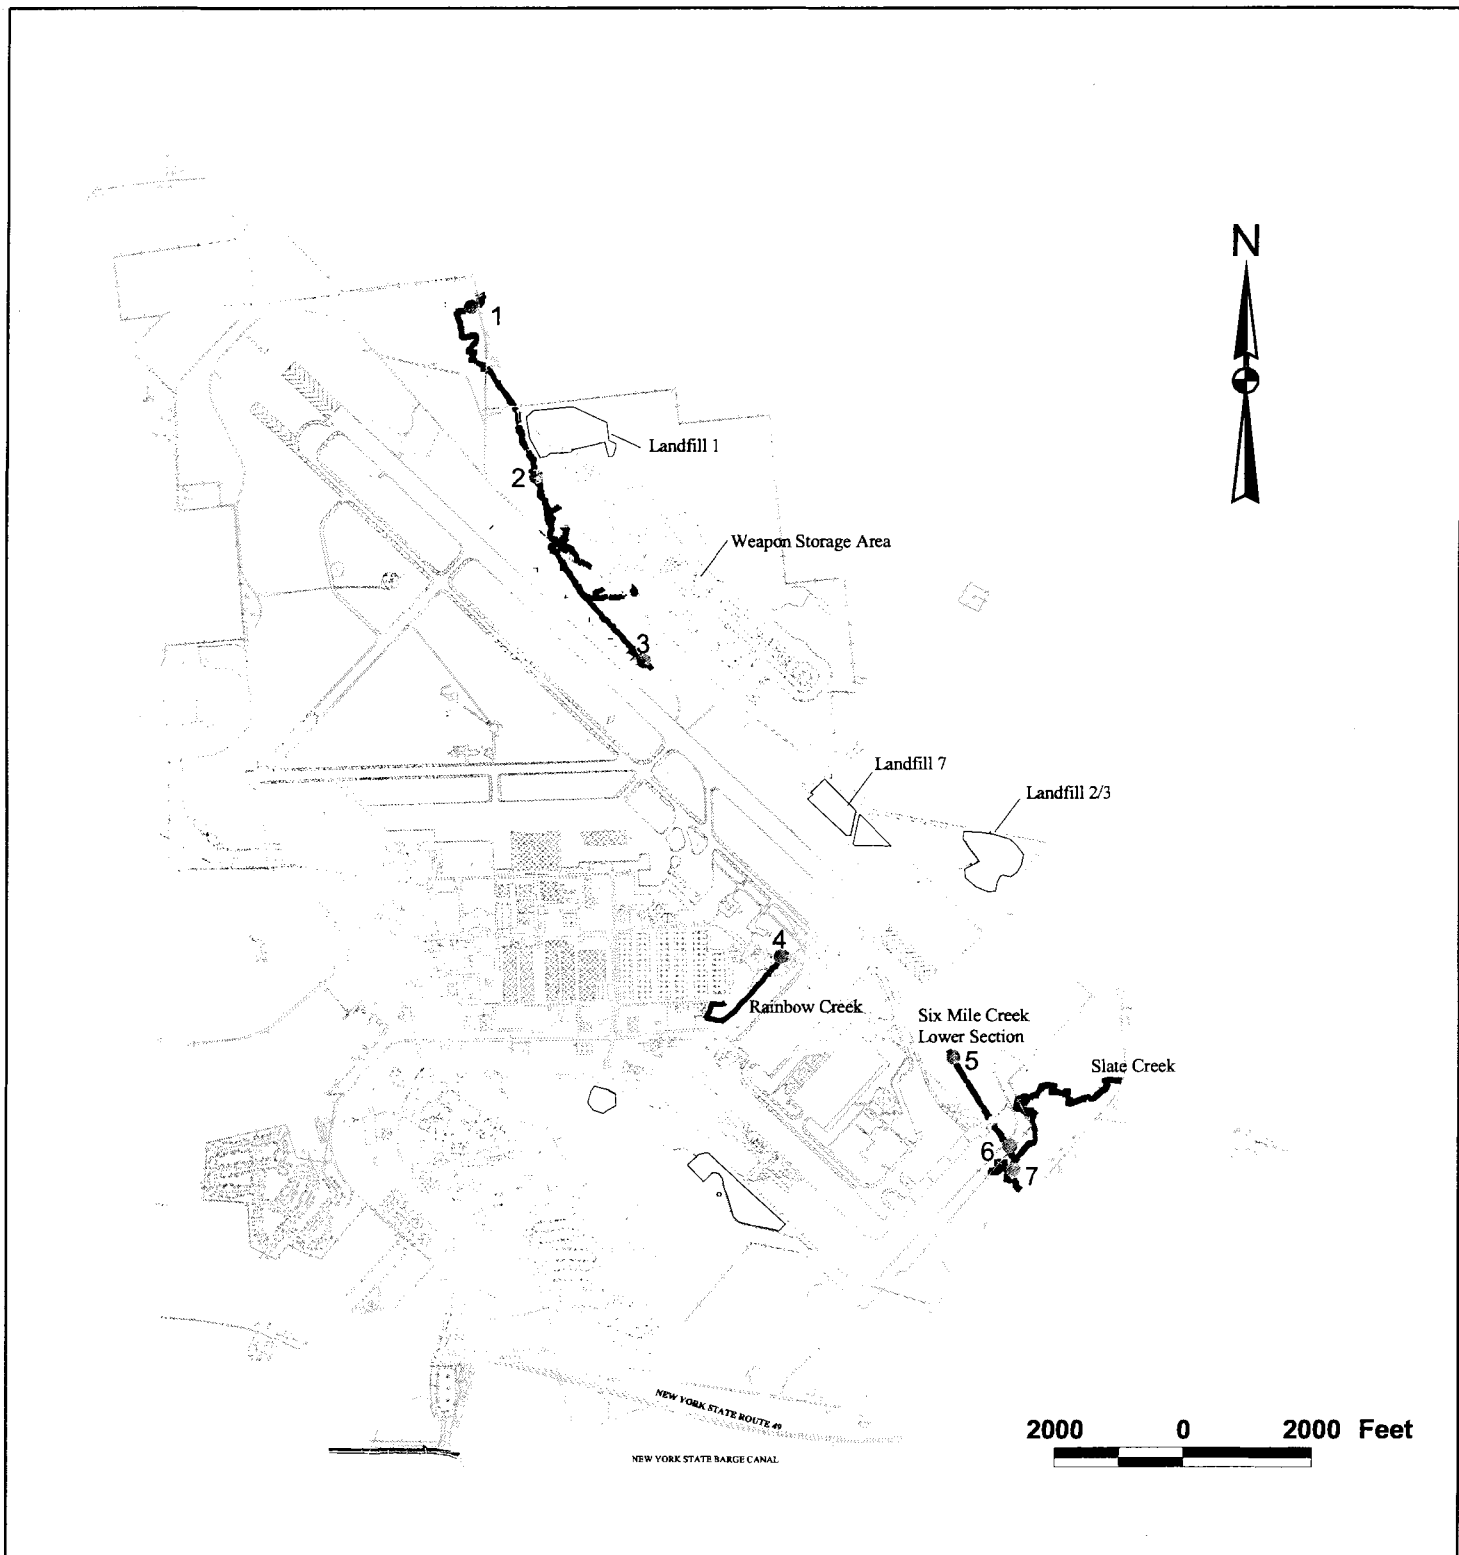 N
1
Landfill 1
2
Weapon Storage Area
3
Landfill 7
Landfill 2/3
4
Rainbow Creek
Six Mile Creek
Lower Section
5
Slate Creek
6
7
NEW YORK STATE ROUTE 49
2000 0 2000 Feet
NEW YORK STATE BARGE CANAL